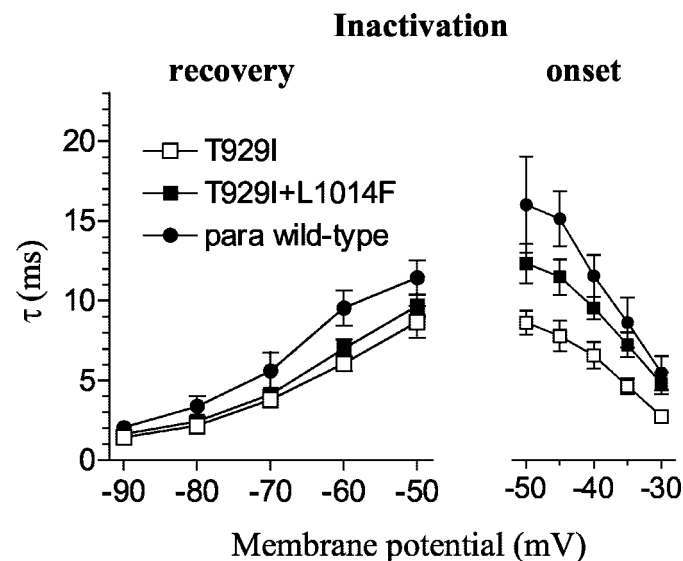 Inactivation
recovery onset
T929I
T929I+L1014F
para wild-type
20
15
10
5
0
τ (ms)
-90 -80 -70 -60 -50 -50 -40 -30
Membrane potential (mV)